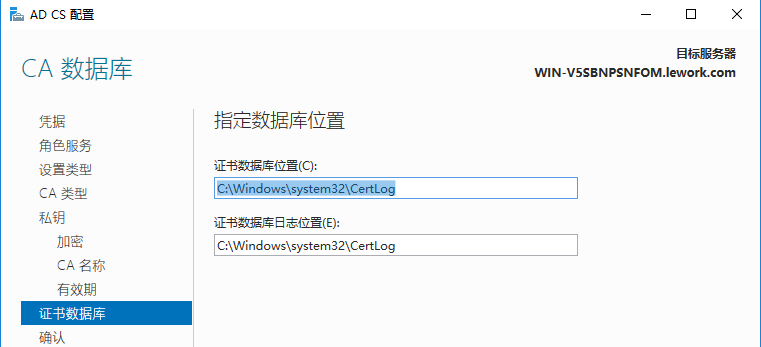 AD CS 配置
CA 数据库
目标服务器
WIN-V5SBNPSNFOM.lework.com
凭据
角色服务
设置类型
CA 类型
私钥
加密
CA 名称
有效期
证书数据库
确认
指定数据库位置
证书数据库位置(C):
C:\Windows\system32\CertLog
证书数据库日志位置(E):
C:\Windows\system32\CertLog